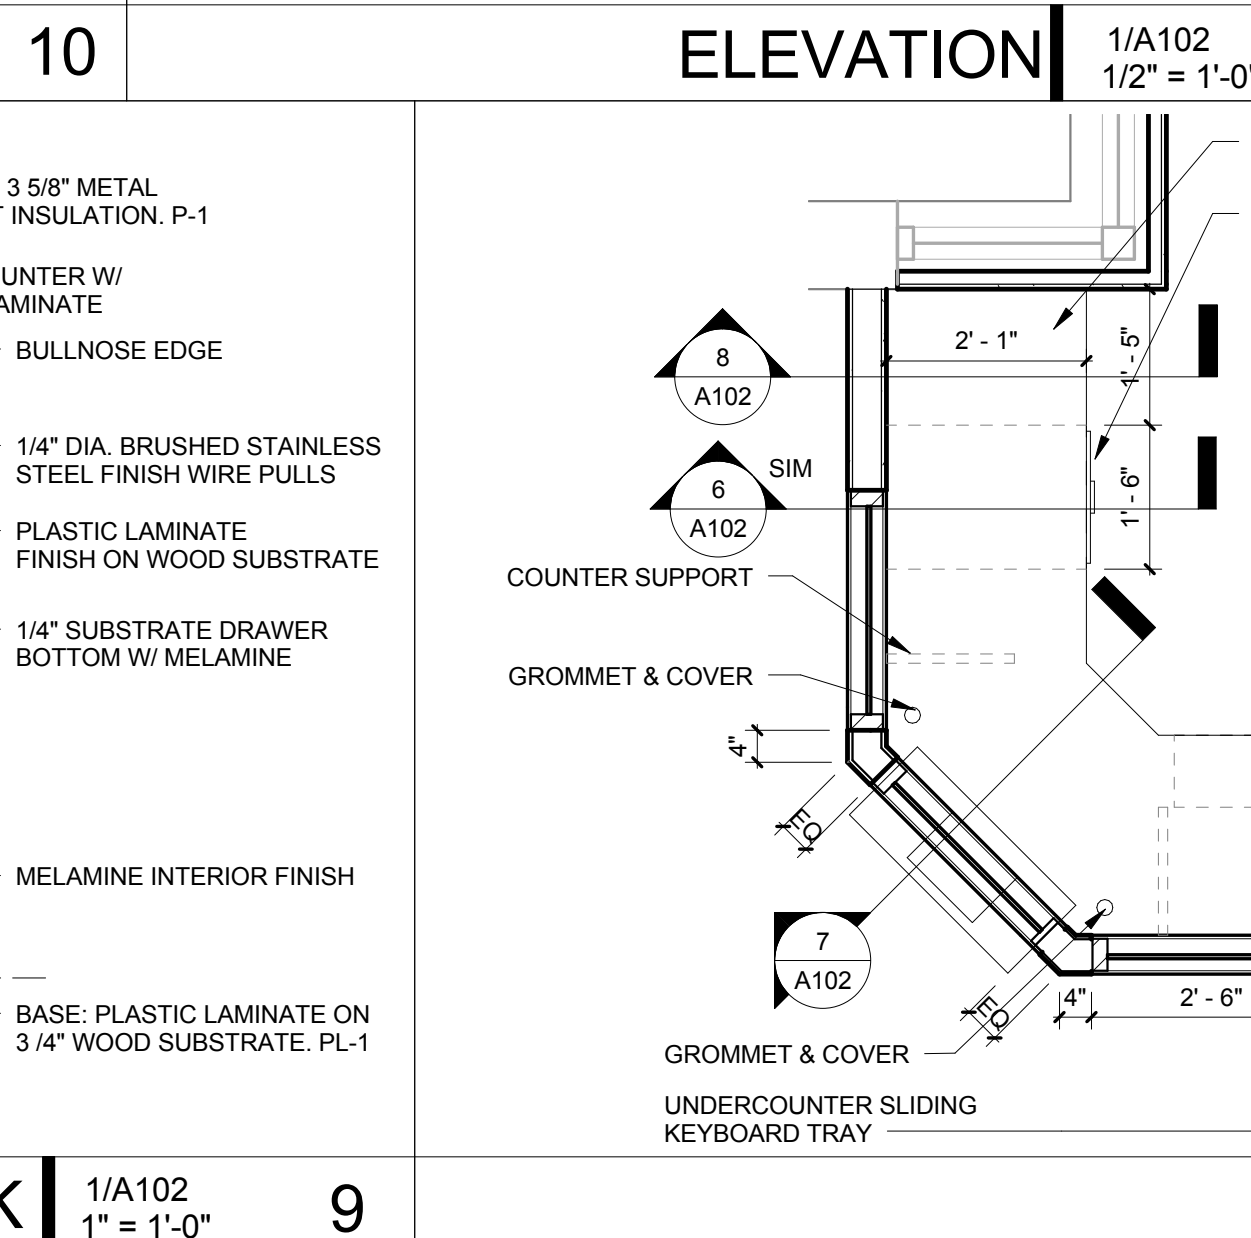 10
ELEVATION
1/A102
1/2" = 1'-0"
3 5/8" METAL
INSULATION. P-1
UNTER W/
AMINATE
BULLNOSE EDGE
1/4" DIA. BRUSHED STAINLESS
STEEL FINISH WIRE PULLS
PLASTIC LAMINATE
FINISH ON WOOD SUBSTRATE
1/4" SUBSTRATE DRAWER
BOTTOM W/ MELAMINE
MELAMINE INTERIOR FINISH
BASE: PLASTIC LAMINATE ON
3 /4" WOOD SUBSTRATE. PL-1
2' - 1"
1' - 5"
8
A102
6
A102
SIM
1' - 6"
COUNTER SUPPORT
GROMMET & COVER
4"
EQ
7
A102
EQ
4"
2' - 6"
GROMMET & COVER
UNDERCOUNTER SLIDING
KEYBOARD TRAY
K
1/A102
1" = 1'-0"
9